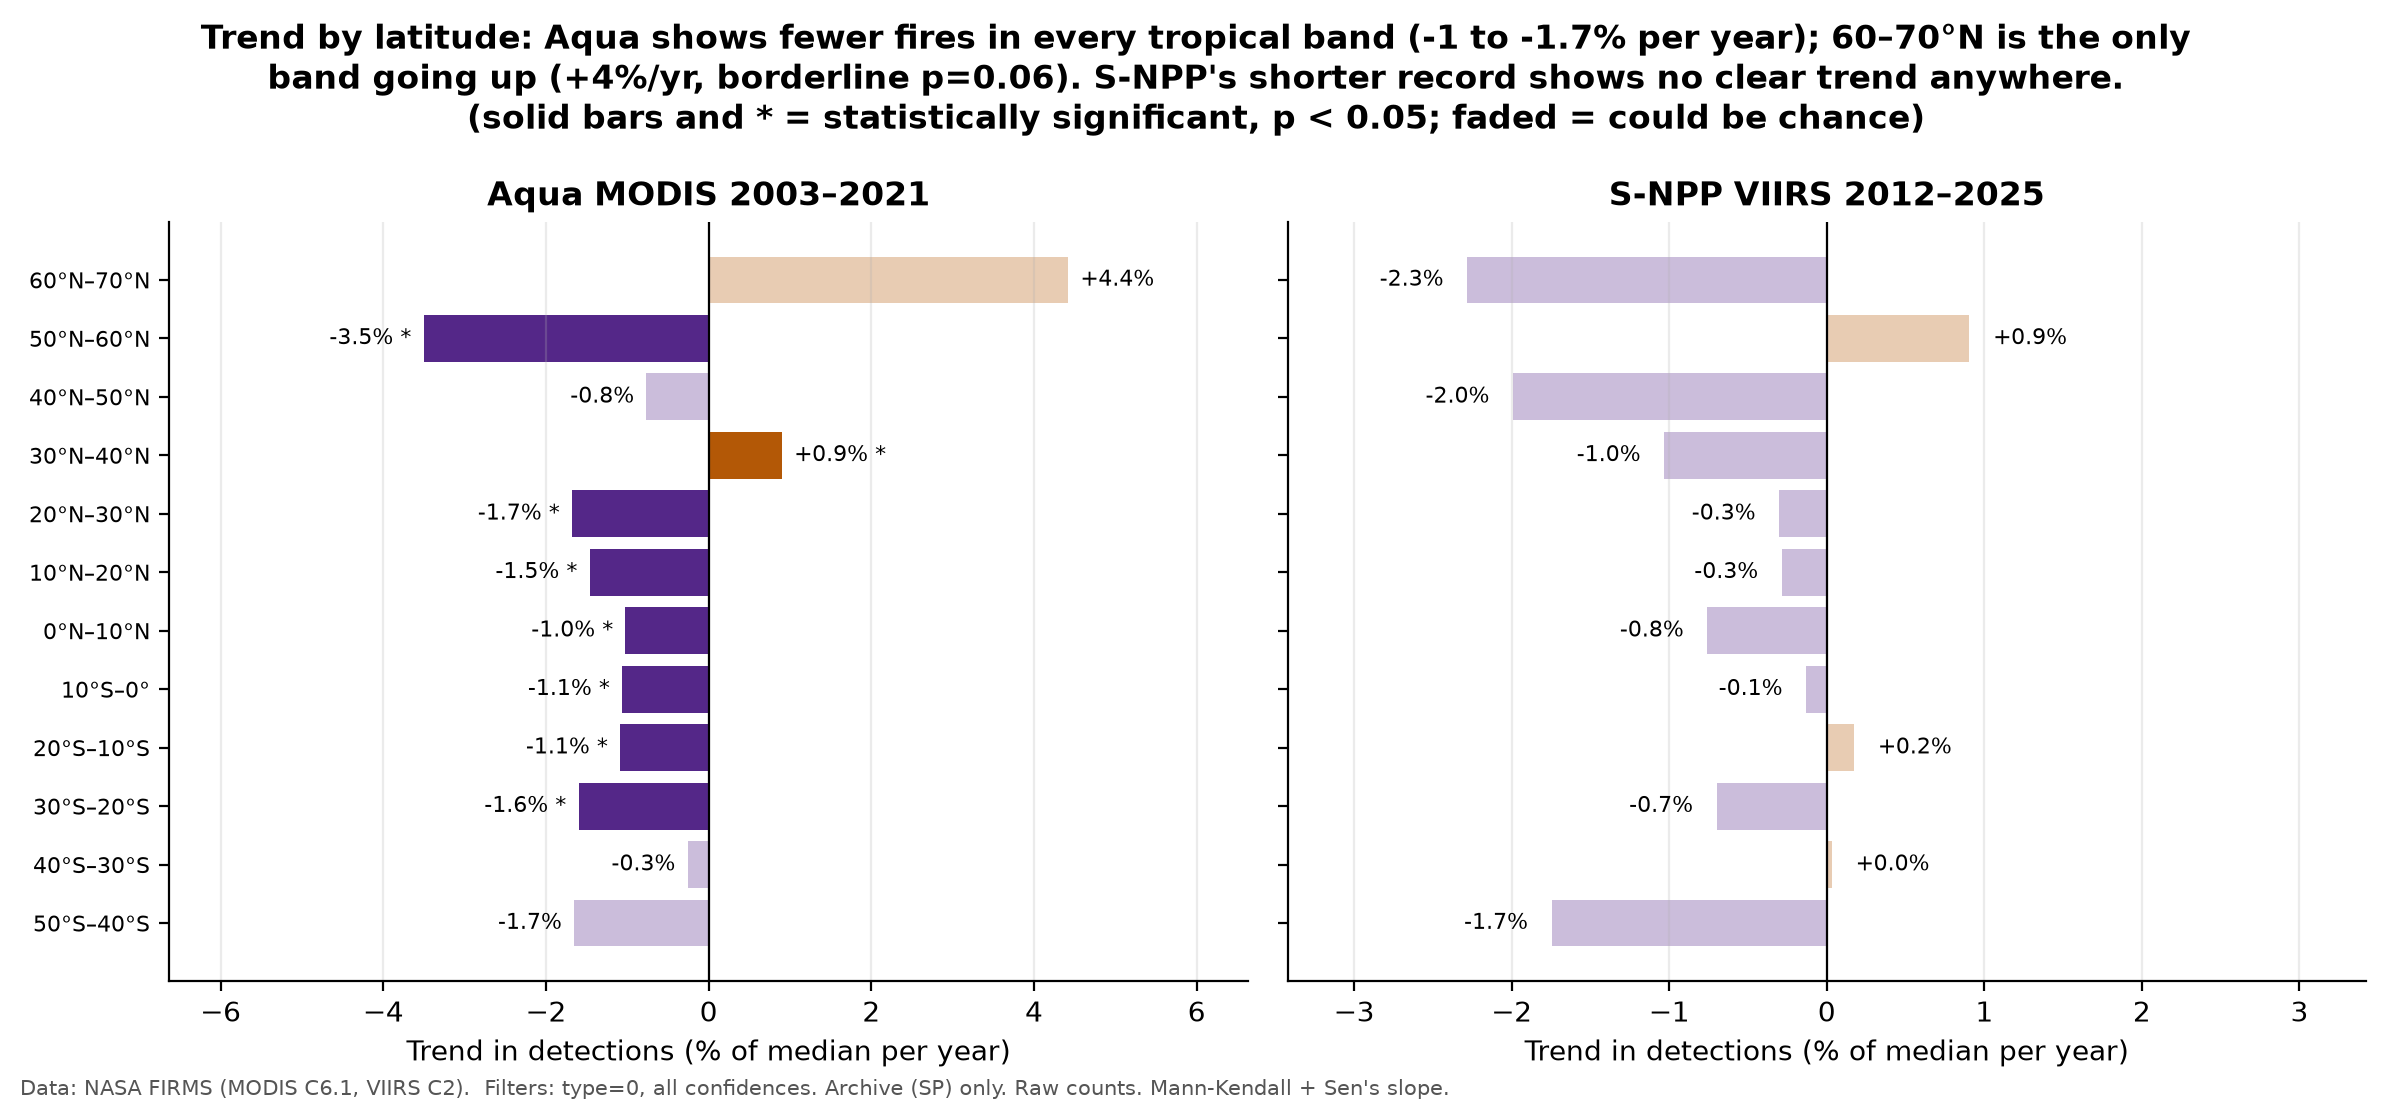 Trend by latitude: Aqua shows fewer fires in every tropical band (-1 to -1.7% per year); 60–70°N is the only
band going up (+4%/yr, borderline p=0.06). S-NPP's shorter record shows no clear trend anywhere.
(solid bars and * = statistically significant, p < 0.05; faded = could be chance)
Aqua MODIS 2003–2021
60°N–70°N
+4.4%
50°N–60°N
-3.5% *
40°N–50°N
-0.8%
30°N–40°N
+0.9% *
20°N–30°N
-1.7% *
10°N–20°N
-1.5% *
0°N–10°N
-1.0% *
10°S–0°
-1.1% *
20°S–10°S
-1.1% *
30°S–20°S
-1.6% *
40°S–30°S
-0.3%
50°S–40°S
-1.7%
−6 −4 −2 0 2 4 6
Trend in detections (% of median per year)
S-NPP VIIRS 2012–2025
-2.3%
+0.9%
-2.0%
-1.0%
-0.3%
-0.3%
-0.8%
-0.1%
+0.2%
-0.7%
+0.0%
-1.7%
−3 −2 −1 0 1 2 3
Trend in detections (% of median per year)
Data: NASA FIRMS (MODIS C6.1, VIIRS C2).  Filters: type=0, all confidences. Archive (SP) only. Raw counts. Mann-Kendall + Sen's slope.